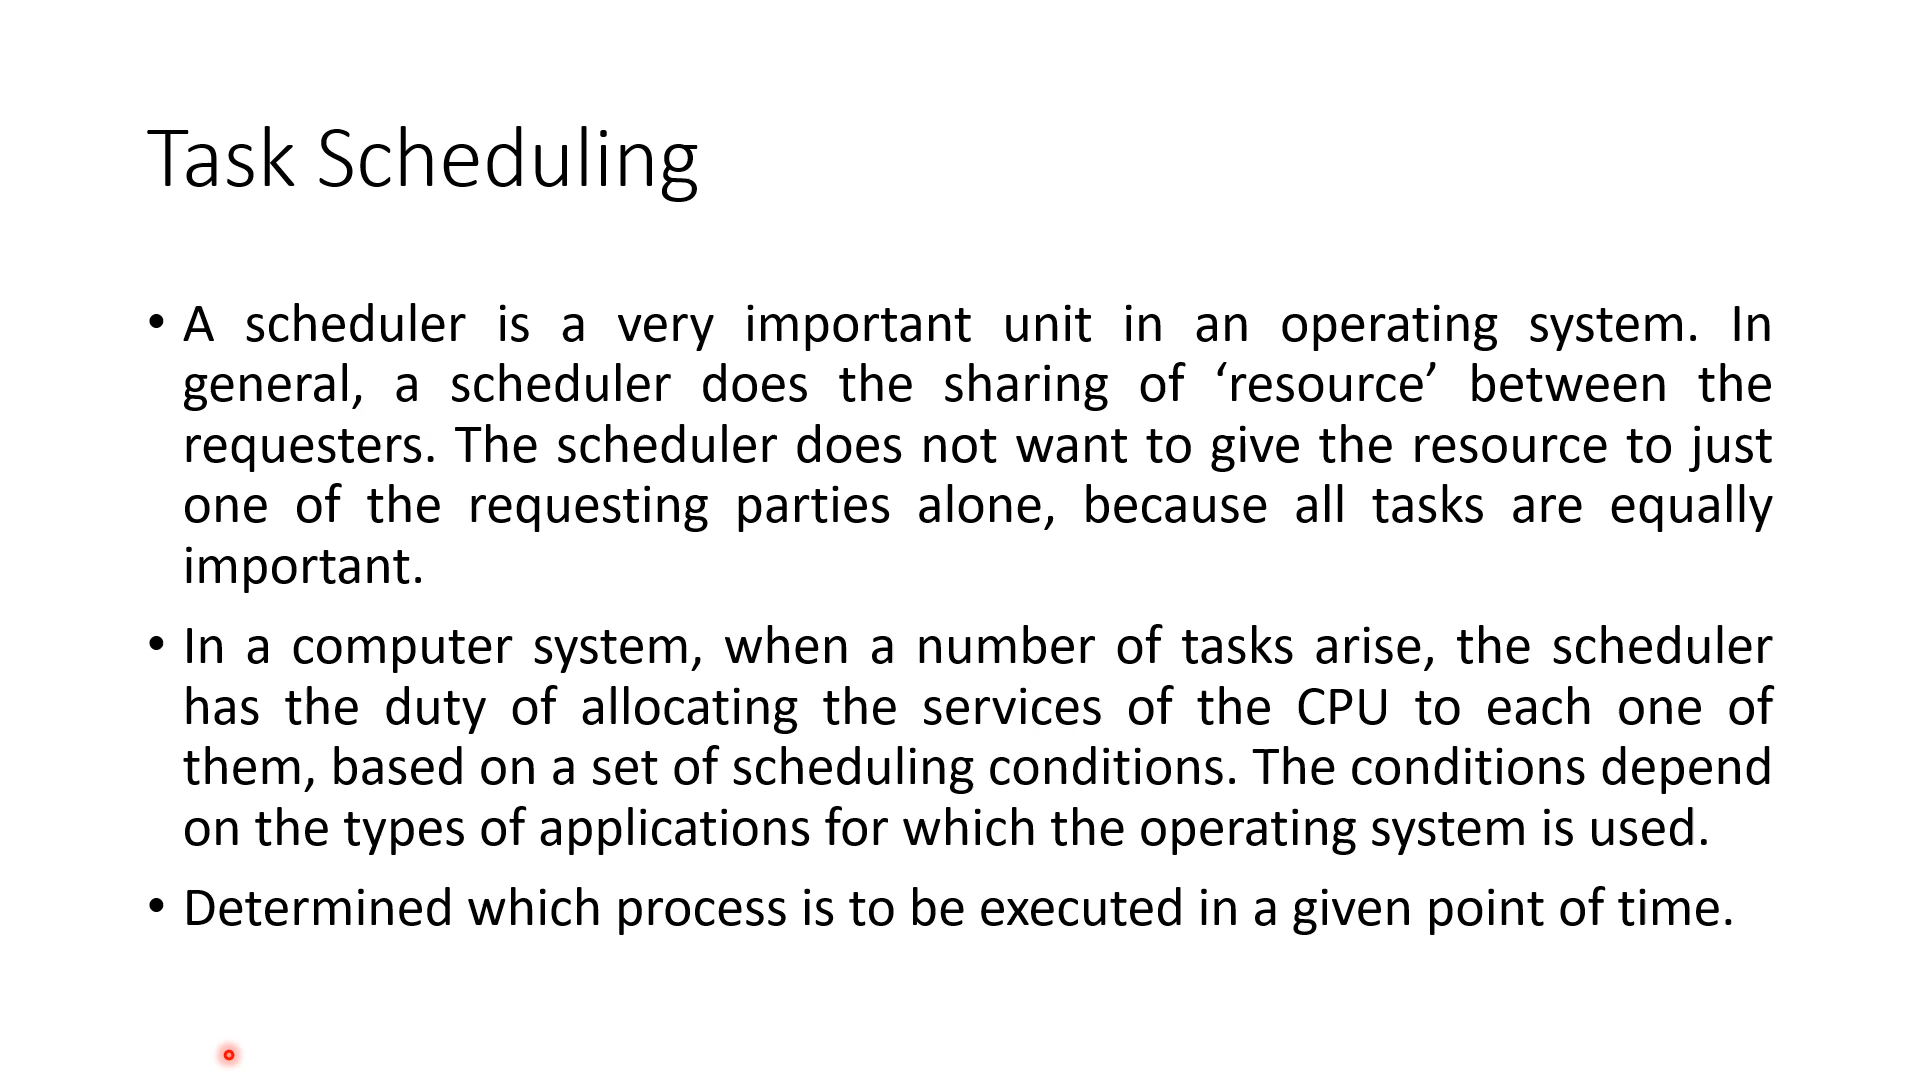 Task Scheduling
• A scheduler is a very important unit in an operating system. In
general, a scheduler does the sharing of ‘resource’ between the
requesters. The scheduler does not want to give the resource to just
one of the requesting parties alone, because all tasks are equally
important.
• In a computer system, when a number of tasks arise, the scheduler
has the duty of allocating the services of the CPU to each one of
them, based on a set of scheduling conditions. The conditions depend
on the types of applications for which the operating system is used.
• Determined which process is to be executed in a given point of time.